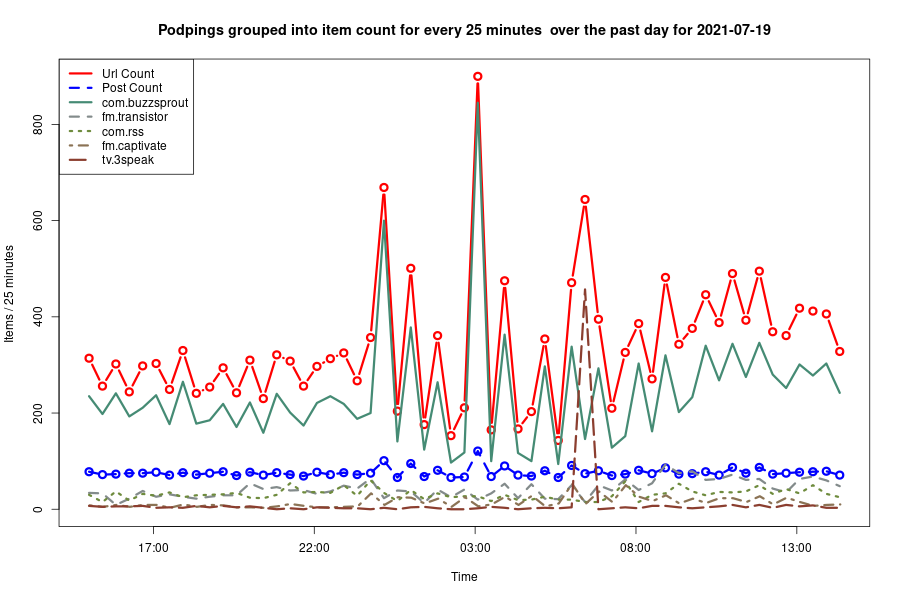 Podpings grouped into item count for every 25 minutes  over the past day for 2021-07-19
Url Count
Post Count
com.buzzsprout
fm.transistor
com.rss
fm.captivate
tv.3speak
Items / 25 minutes
800
600
400
200
0
17:00
22:00
03:00
08:00
13:00
Time